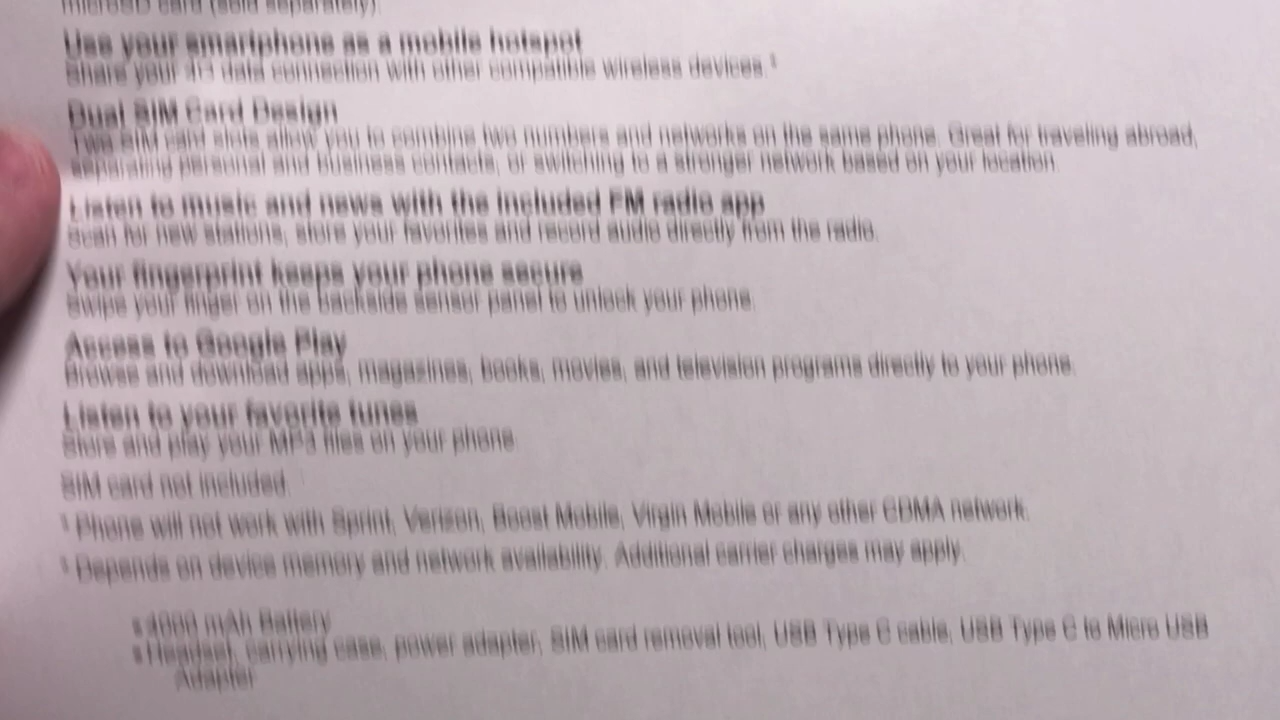 microSD card (sold separately).
Use your smartphone as a mobile hotspot
Share your data connection with other compatible wireless devices.
Dual SIM Card Design
Two SIM card slots allow you to combine two numbers and networks on the same phone. Great for traveling abroad,
separating personal and business contacts, or switching to a stronger network based on your location.
Listen to music and news with the included FM radio app
Scan for new stations, store your favorites and record audio directly from the radio.
Your fingerprint keeps your phone secure
Swipe your finger on the backside sensor panel to unlock your phone.
Access to Google Play
Browse and download apps, magazines, books, movies, and television programs directly to your phone.
Listen to your favorite tunes
Store and play your MP3 files on your phone
SIM card not included.
Phone will not work with Sprint, Verizon, Boost Mobile, Virgin Mobile or any other CDMA network.
Depends on device memory and network availability. Additional carrier charges may apply.
4000 mAh Battery
Headset, carrying case, power adapter, SIM card removal tool, USB Type C cable, USB Type C to Micro USB
Adapter